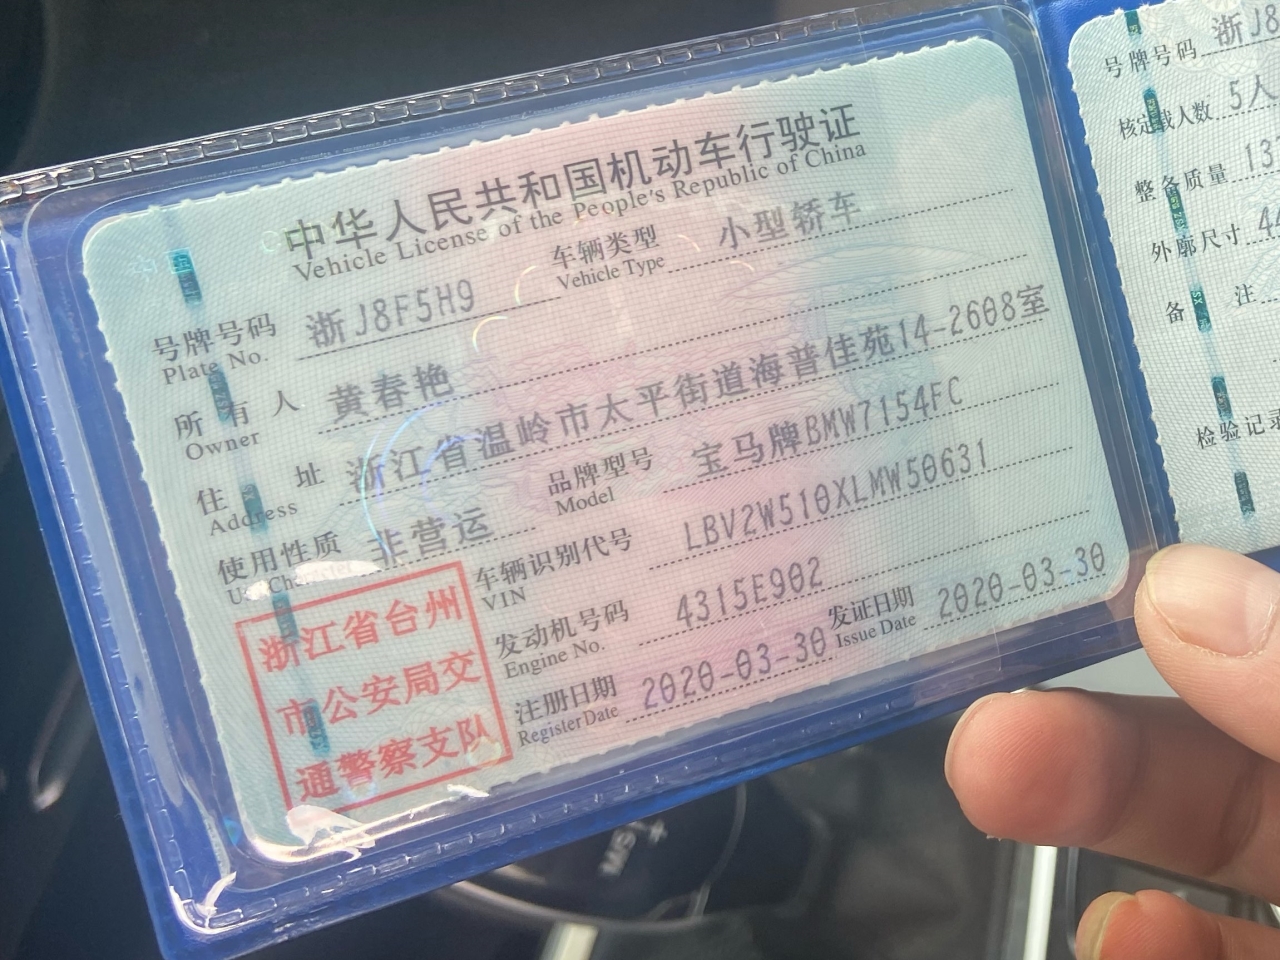 中华人民共和国机动车行驶证
Vehicle License of the People's Republic of China
号牌号码 浙J8F5H9 车辆类型 小型轿车
Plate No. Vehicle Type
所有人 黄春艳
Owner
住址 浙江省温岭市太平街道海普佳苑14-2608室
Address
使用性质 非营运 品牌型号 宝马牌BMW7154FC
Model
车辆识别代号 LBV2W510XLMW50631
VIN
发动机号码 4315E902
Engine No.
注册日期 2020-03-30 发证日期 2020-03-30
Register Date Issue Date
浙江省台州
市公安局交
通警察支队
号牌号码 浙J8
核定载人数 5人
整备质量 13
外廓尺寸 4
备注
检验记录